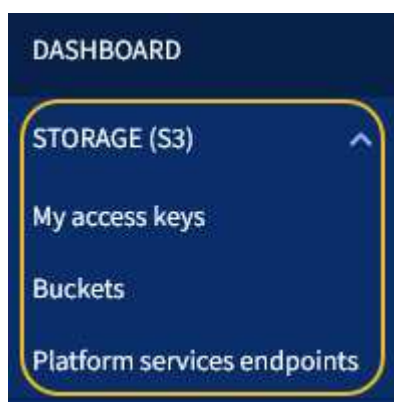 DASHBOARD
STORAGE (S3)
My access keys
Buckets
Platform services endpoints